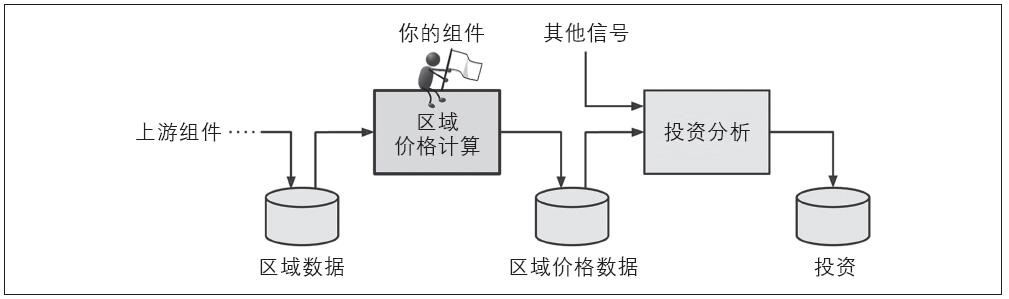 你的组件
其他信号
上游组件 ····
区域
价格计算
投资分析
区域数据
区域价格数据
投资